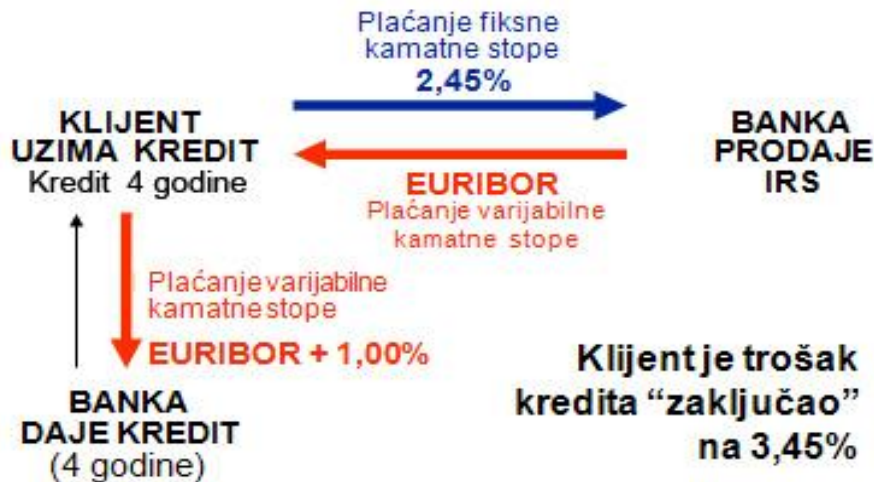 Plaćanje fiksne
kamatne stope
2,45%
KLIJENT
UZIMA KREDIT
Kredit 4 godine
BANKA
PRODAJE
IRS
EURIBOR
Plaćanje varijabilne
kamatne stope
Plaćanje varijabilne
kamatne stope
EURIBOR + 1,00%
BANKA
DAJE KREDIT
(4 godine)
Klijent je trošak
kredita “zaključao”
na 3,45%